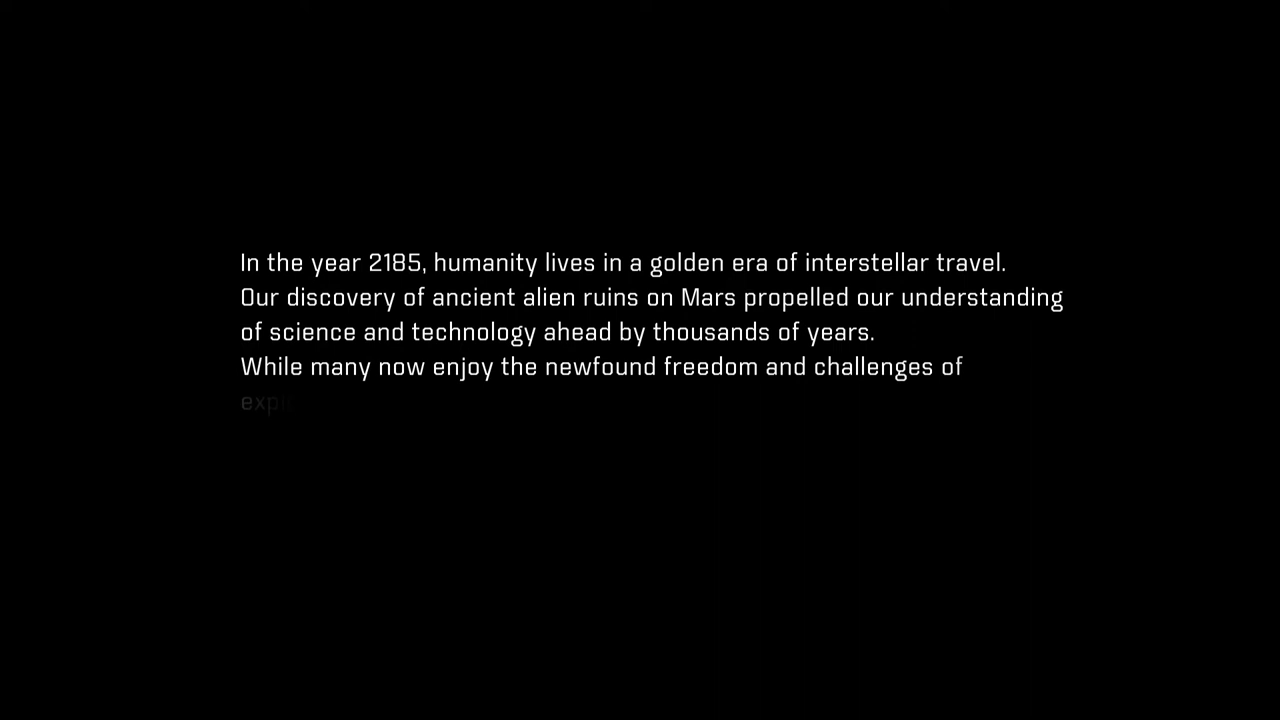 In the year 2185, humanity lives in a golden era of interstellar travel.
Our discovery of ancient alien ruins on Mars propelled our understanding
of science and technology ahead by thousands of years.
While many now enjoy the newfound freedom and challenges of